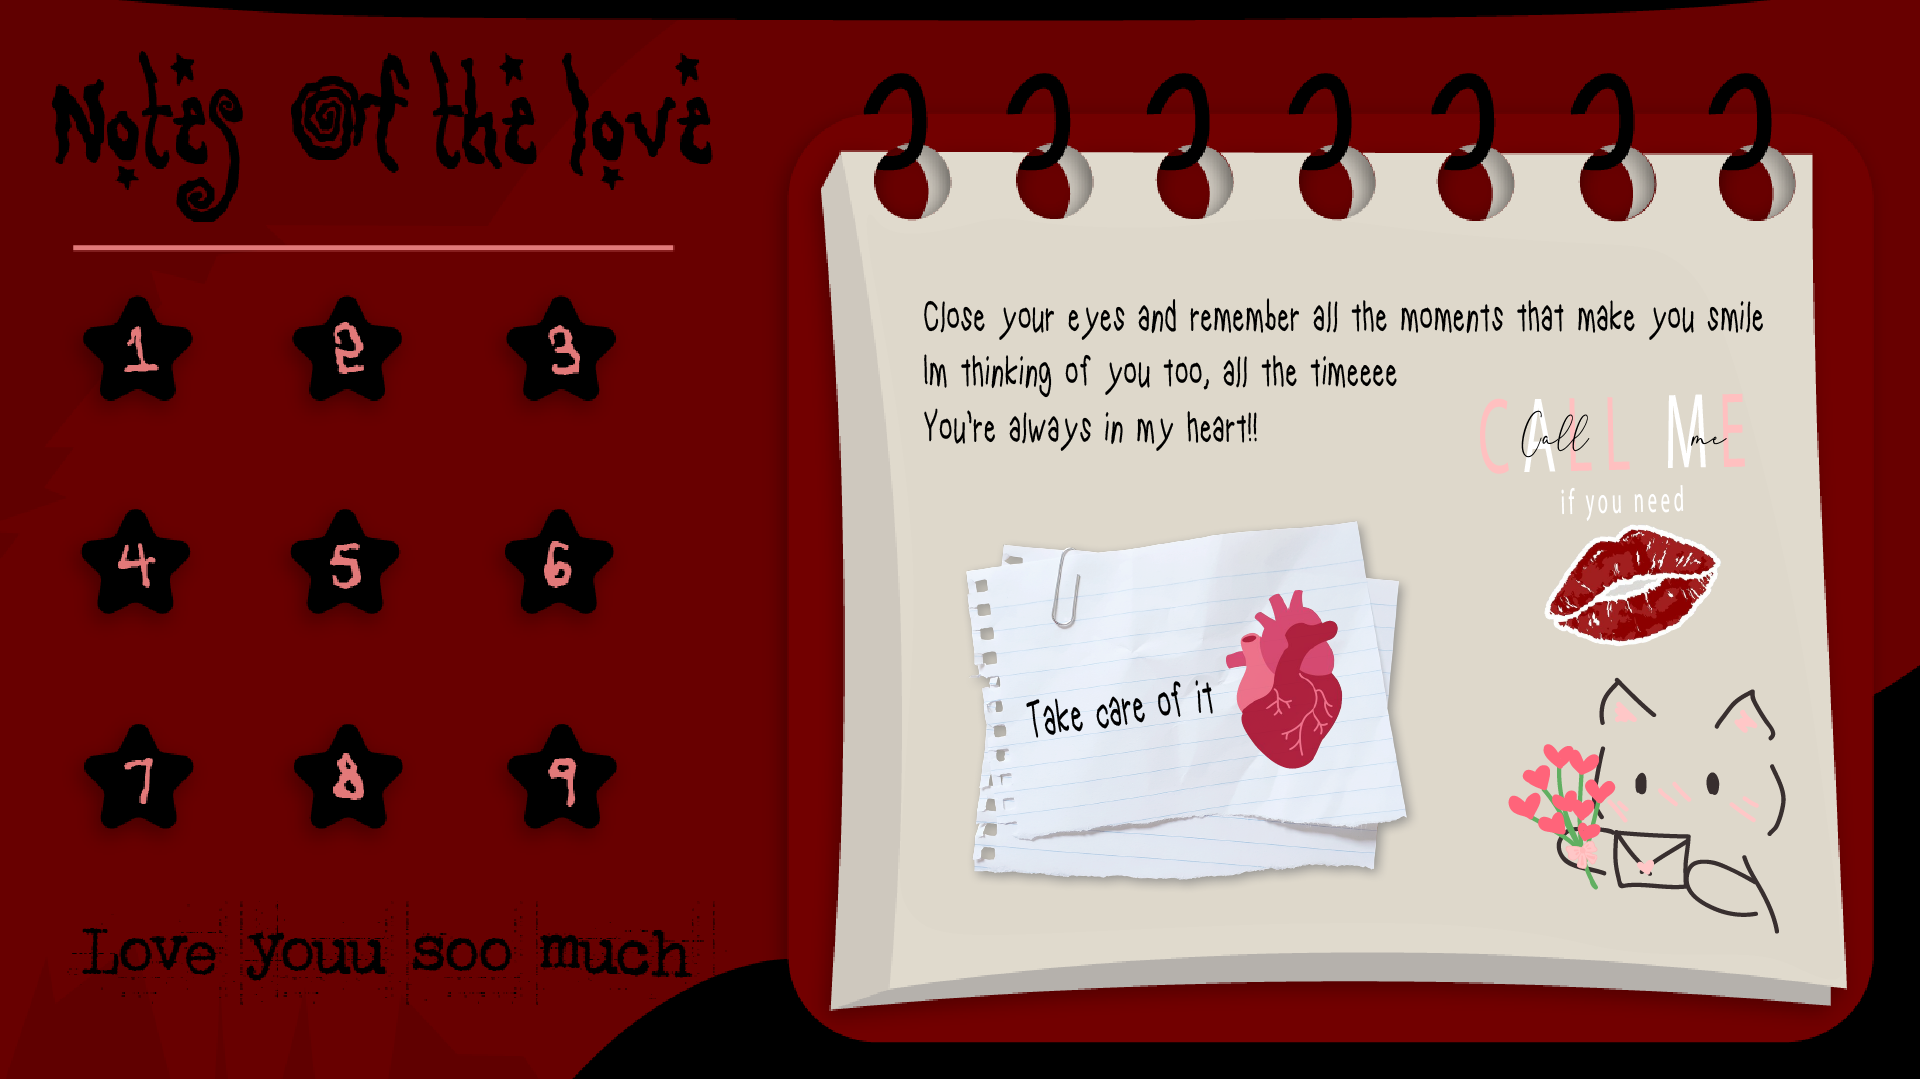 Notes Of the love
1 2 3
4 5 6
7 8 9
Love youu soo much
Close your eyes and remember all the moments that make you smile
Im thinking of you too, all the timeeee
You're always in my heart!!
CALL ME
Call me
if you need
Take care of it